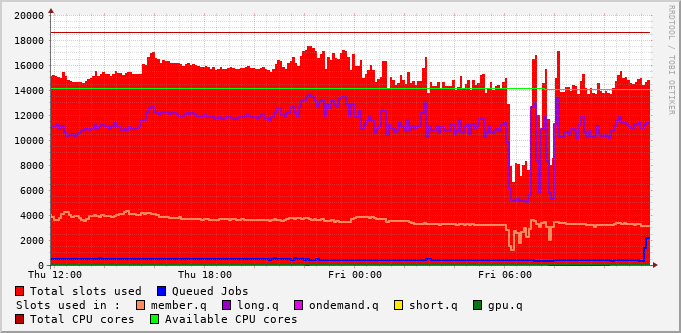 20000
18000
16000
14000
12000
10000
8000
6000
4000
2000
0
Thu 12:00 Thu 18:00 Fri 00:00 Fri 06:00
RRDTOOL / TOBI OETIKER
Total slots used Queued Jobs
Slots used in : member.q long.q ondemand.q short.q gpu.q
Total CPU cores Available CPU cores